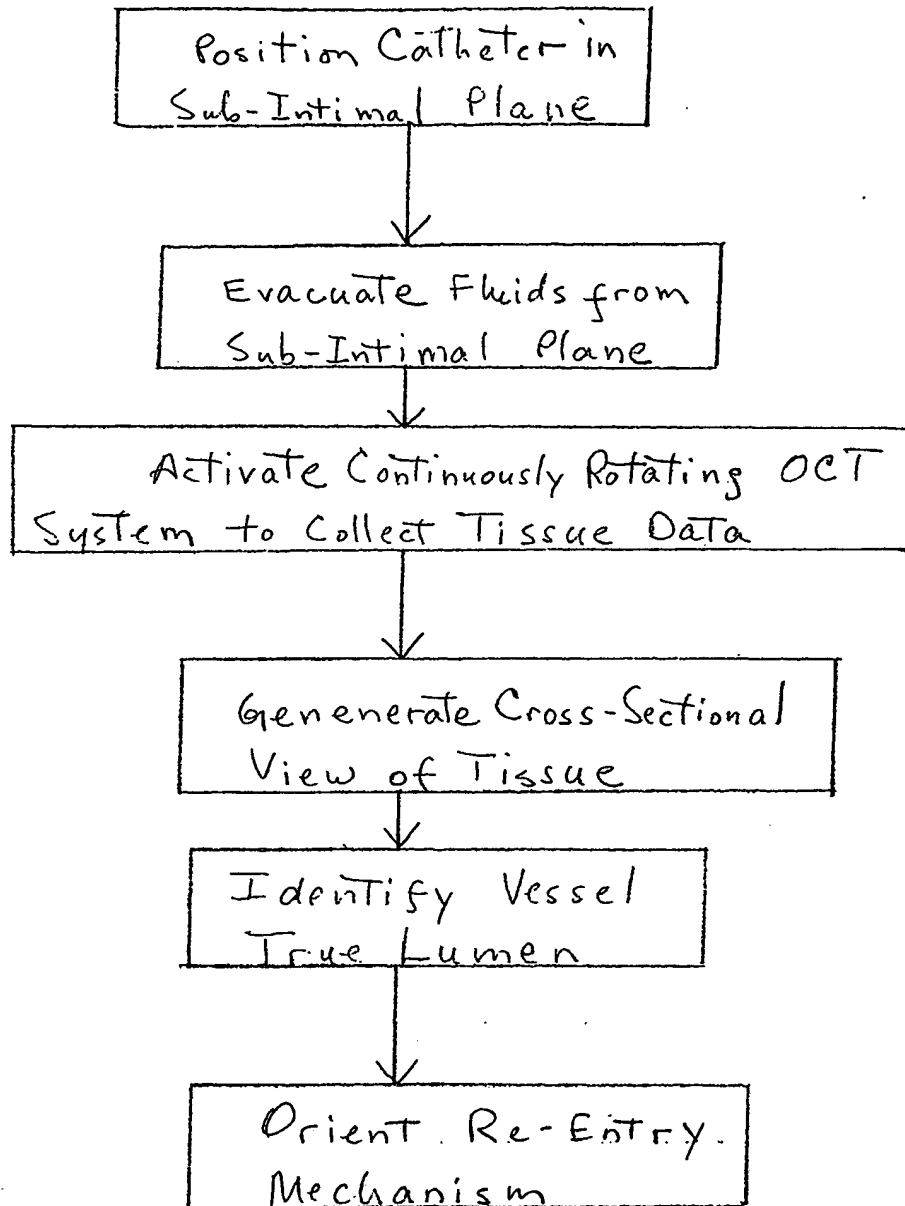 Position Catheter in
Sub-Intimal Plane
Evacuate Fluids from
Sub-Intimal Plane
Activate Continuously Rotating OCT
System to Collect Tissue Data
Genenerate Cross-Sectional
View of Tissue
Identify Vessel
True Lumen
Orient Re-Entry
Mechanism